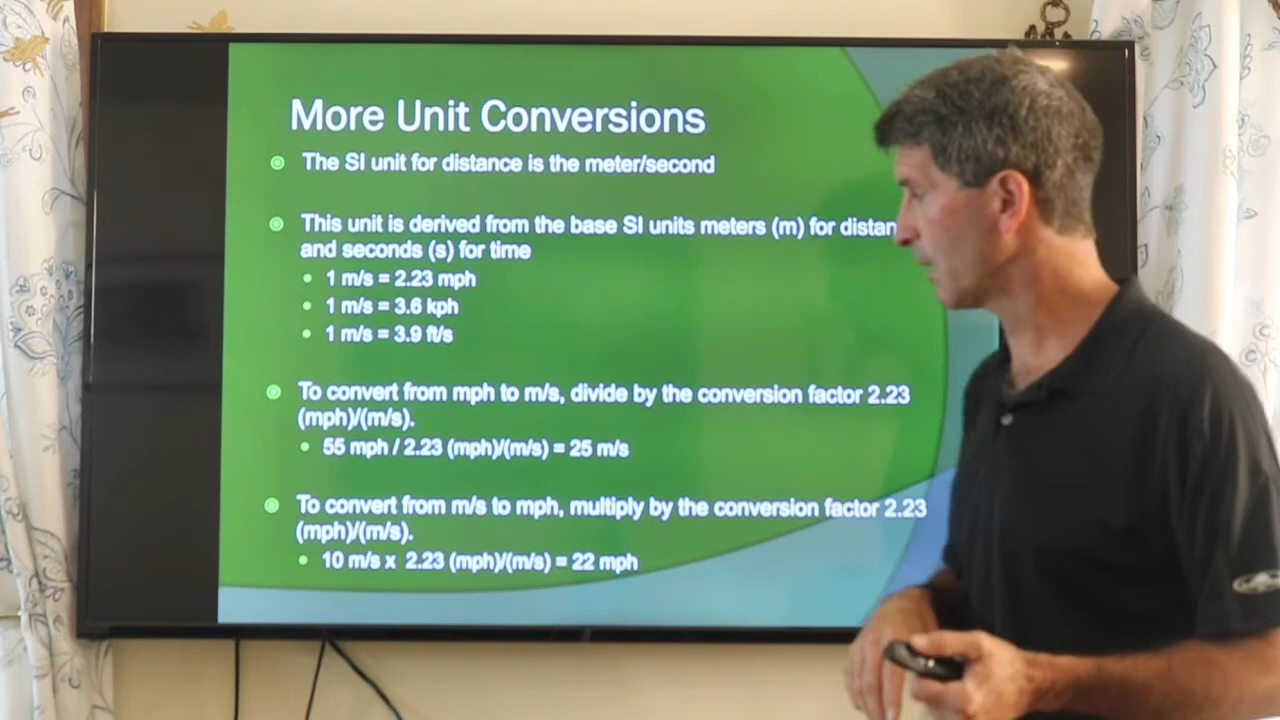 More Unit Conversions
The SI unit for distance is the meter/second
This unit is derived from the base SI units meters (m) for distan
and seconds (s) for time
1 m/s = 2.23 mph
1 m/s = 3.6 kph
1 m/s = 3.9 ft/s
To convert from mph to m/s, divide by the conversion factor 2.23
(mph)/(m/s).
55 mph / 2.23 (mph)/(m/s) = 25 m/s
To convert from m/s to mph, multiply by the conversion factor 2.23
(mph)/(m/s).
10 m/s x 2.23 (mph)/(m/s) = 22 mph